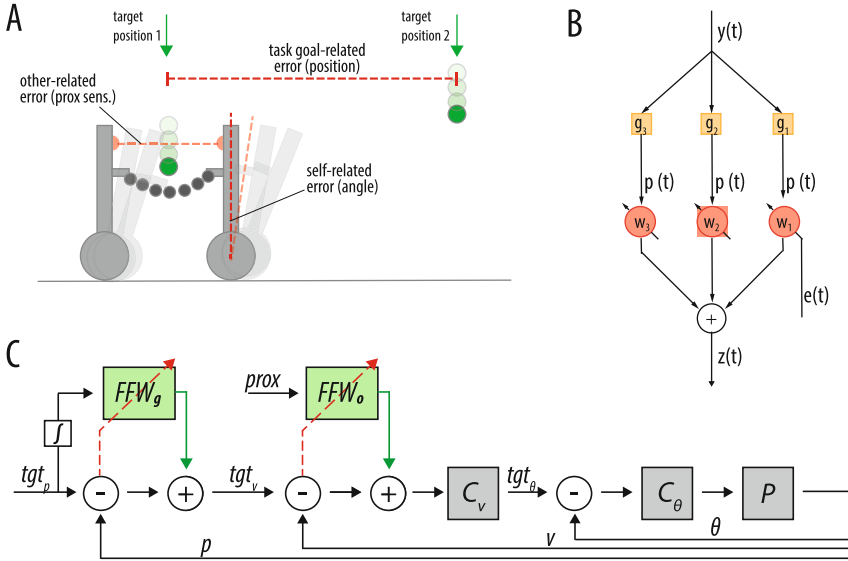 A
target
position 1
target
position 2
task goal-related
error (position)
other-related
error (prox sens.)
self-related
error (angle)
B
y(t)
g3
g2
g1
p (t)
p (t)
p (t)
w3
w2
w1
e(t)
+
z(t)
C
FFWg
prox
FFWo
∫
tgtp
-
+
tgtv
-
+
Cv
tgtθ
-
Cθ
P
θ
v
p